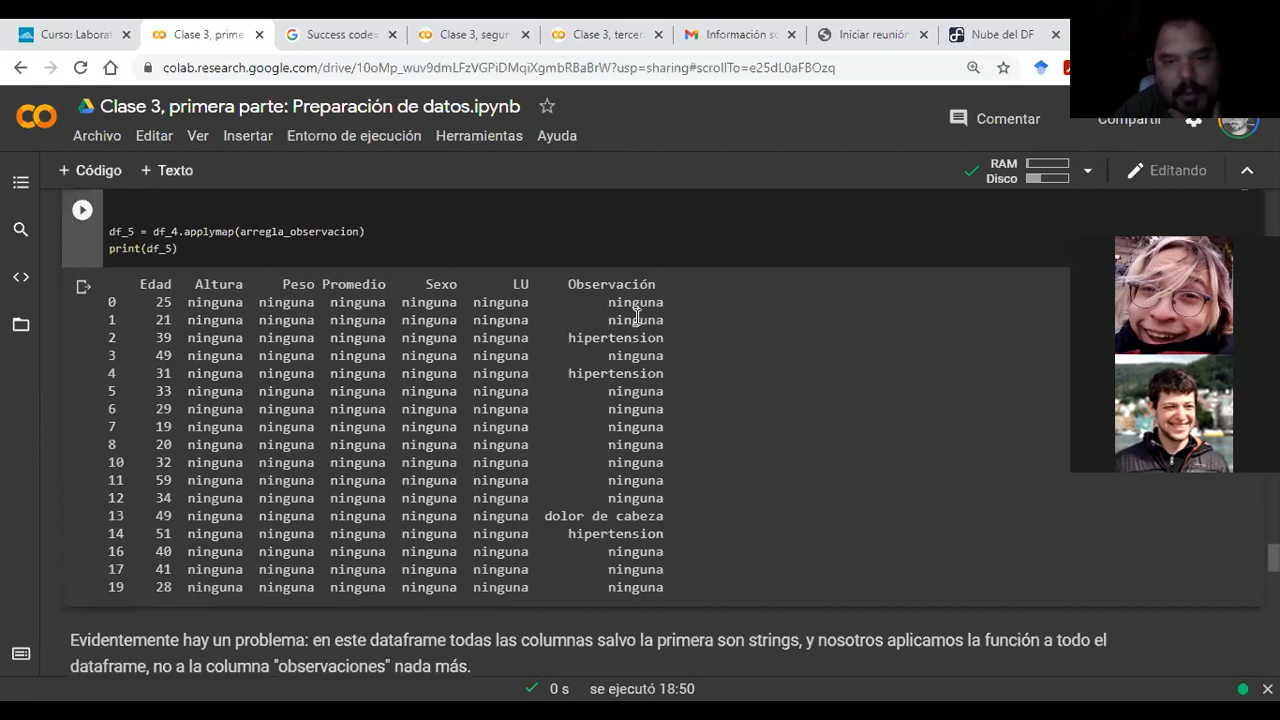 Curso: Laborat
Clase 3, prime
Success code=
Clase 3, segur
Clase 3, tercer
Información so
Iniciar reunión
Nube del DF
colab.research.google.com/drive/10oMp_wuv9dmLFzVGPiDMqiXgmbRBaBrW?usp=sharing#scrollTo=e25dL0aFBOzq
Clase 3, primera parte: Preparación de datos.ipynb
Comentar
Compartir
Archivo Editar Ver Insertar Entorno de ejecución Herramientas Ayuda
+ Código + Texto
RAM
Disco
Editando
df_5 = df_4.applymap(arregla_observacion)
print(df_5)
Edad Altura Peso Promedio Sexo LU Observación
0 25 ninguna ninguna ninguna ninguna ninguna ninguna
1 21 ninguna ninguna ninguna ninguna ninguna ninguna
2 39 ninguna ninguna ninguna ninguna ninguna hipertension
3 49 ninguna ninguna ninguna ninguna ninguna ninguna
4 31 ninguna ninguna ninguna ninguna ninguna hipertension
5 33 ninguna ninguna ninguna ninguna ninguna ninguna
6 29 ninguna ninguna ninguna ninguna ninguna ninguna
7 19 ninguna ninguna ninguna ninguna ninguna ninguna
8 20 ninguna ninguna ninguna ninguna ninguna ninguna
10 32 ninguna ninguna ninguna ninguna ninguna ninguna
11 59 ninguna ninguna ninguna ninguna ninguna ninguna
12 34 ninguna ninguna ninguna ninguna ninguna ninguna
13 49 ninguna ninguna ninguna ninguna ninguna dolor de cabeza
14 51 ninguna ninguna ninguna ninguna ninguna hipertension
16 40 ninguna ninguna ninguna ninguna ninguna ninguna
17 41 ninguna ninguna ninguna ninguna ninguna ninguna
19 28 ninguna ninguna ninguna ninguna ninguna ninguna
Evidentemente hay un problema: en este dataframe todas las columnas salvo la primera son strings, y nosotros aplicamos la función a todo el
dataframe, no a la columna "observaciones" nada más.
0 s se ejecutó 18:50